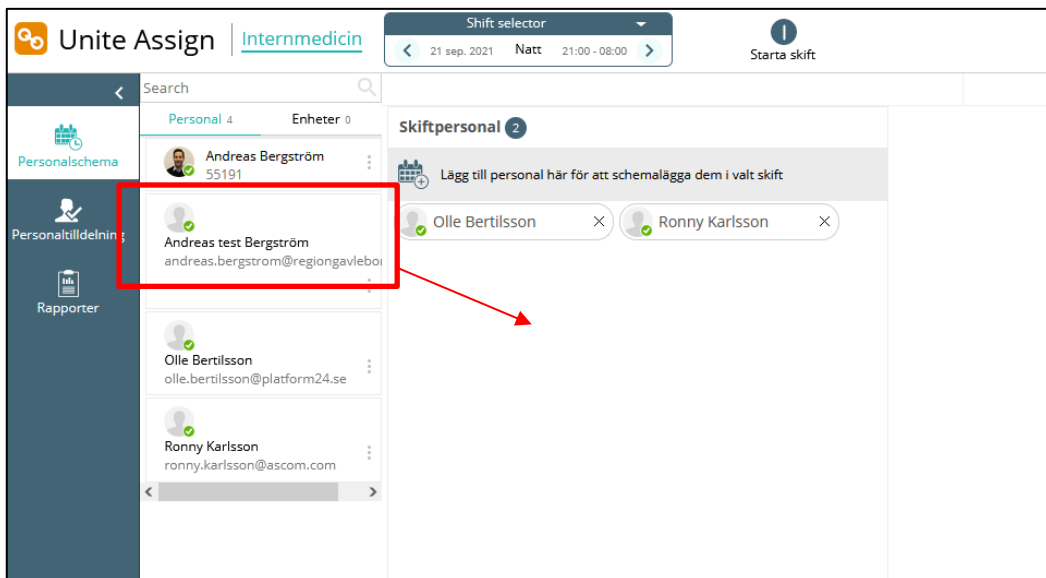 Unite Assign
Internmedicin
Shift selector
21 sep. 2021 Natt 21:00 - 08:00
Starta skift
Search
Personal 4
Enheter 0
Personalschema
Personaltilldelning
Rapporter
Andreas Bergström
55191
Andreas test Bergström
andreas.bergstrom@regiongavlebor
Olle Bertilsson
olle.bertilsson@platform24.se
Ronny Karlsson
ronny.karlsson@ascom.com
Skiftpersonal 2
Lägg till personal här för att schemalägga dem i valt skift
Olle Bertilsson
Ronny Karlsson